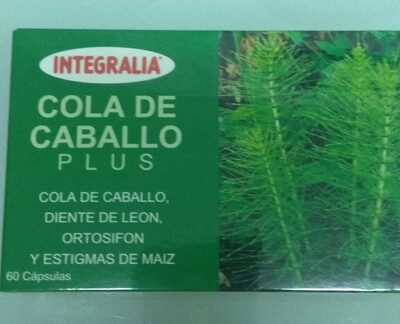 INTEGRALIA
COLA DE
CABALLO
PLUS
COLA DE CABALLO,
DIENTE DE LEON,
ORTOSIFON
Y ESTIGMAS DE MAIZ
60 Cápsulas